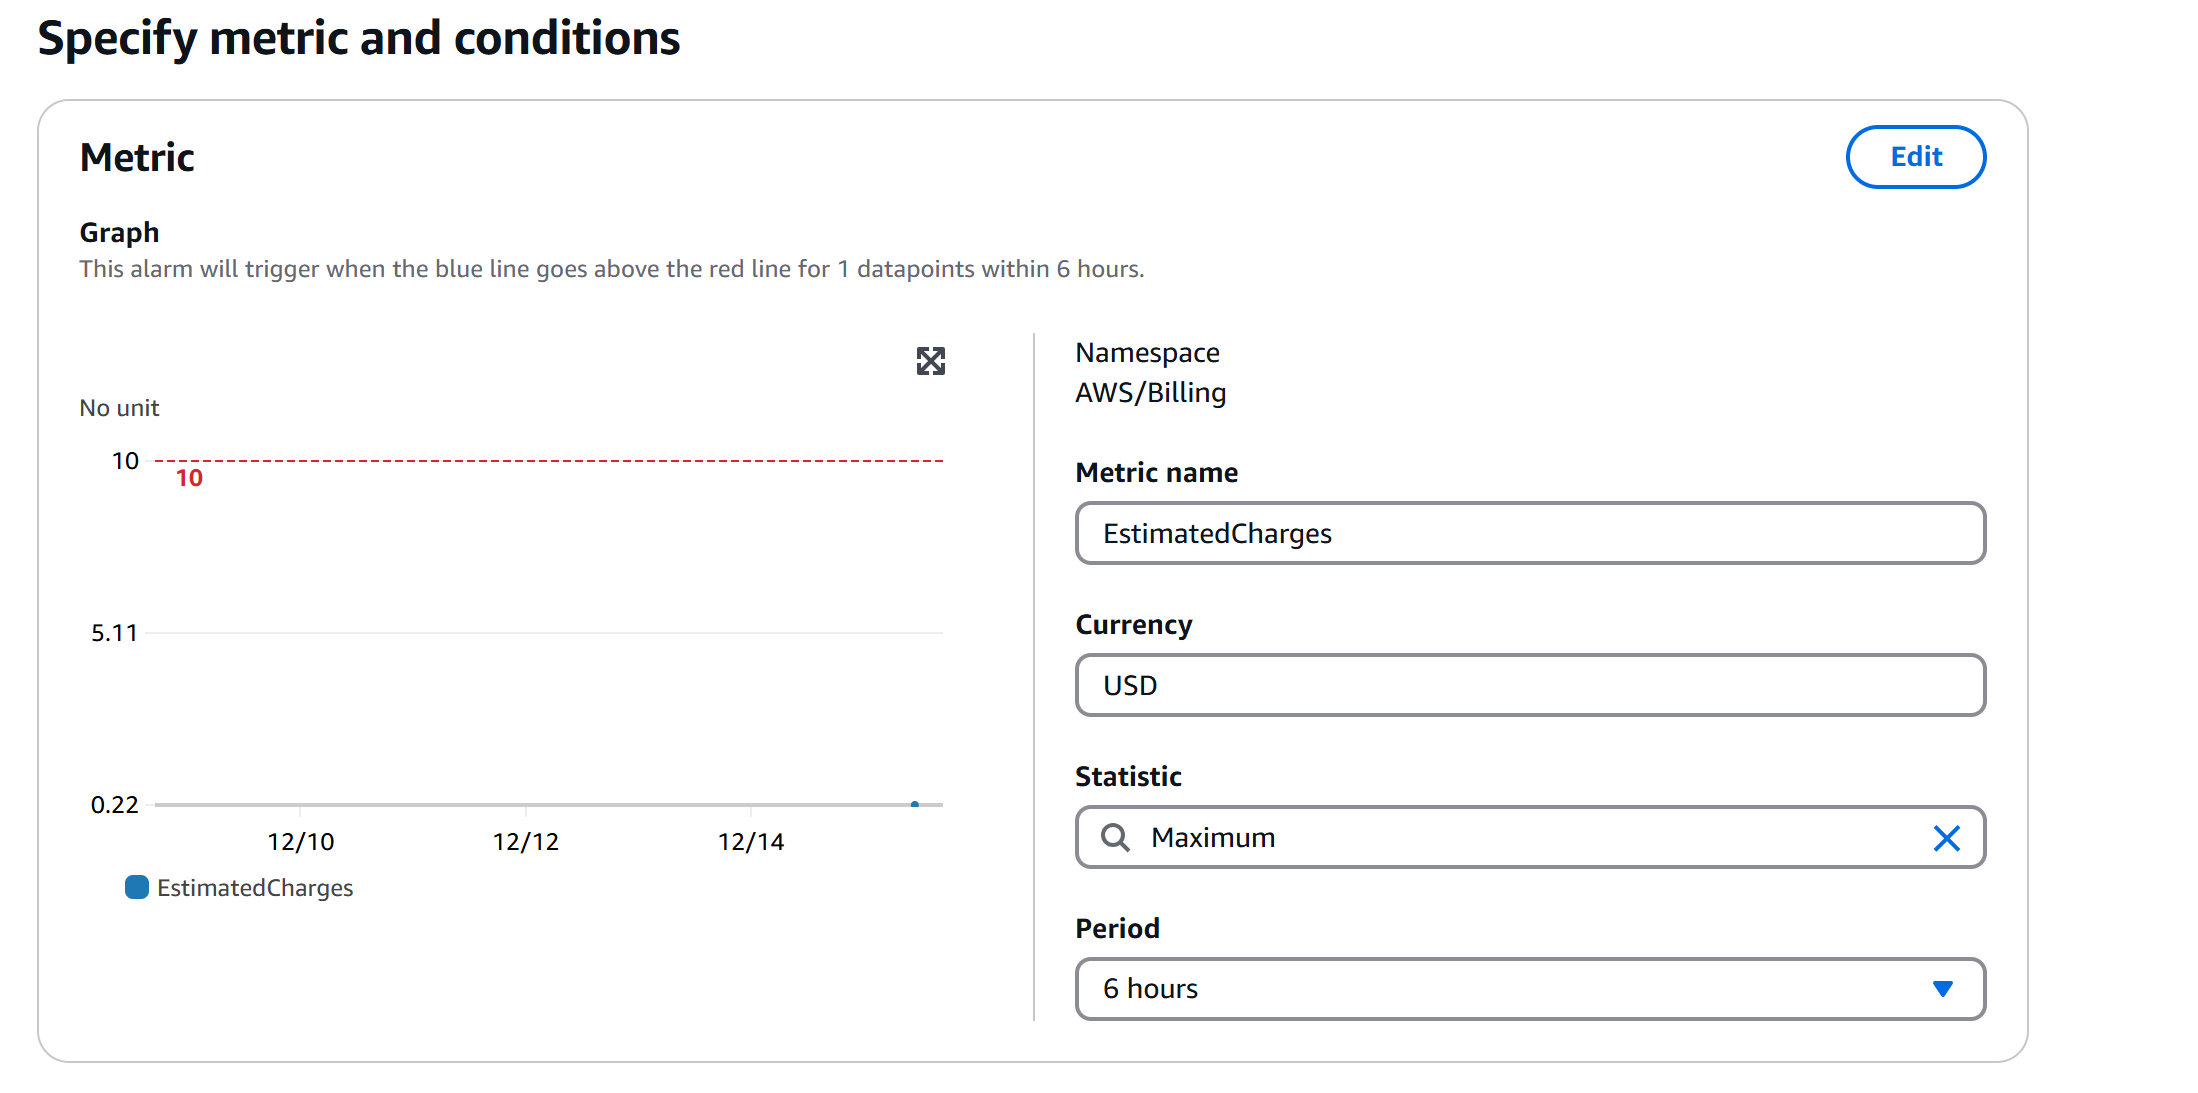 Specify metric and conditions
Metric
Edit
Graph
This alarm will trigger when the blue line goes above the red line for 1 datapoints within 6 hours.
No unit
10
10
5.11
0.22
12/10
12/12
12/14
EstimatedCharges
Namespace
AWS/Billing
Metric name
EstimatedCharges
Currency
USD
Statistic
Maximum
Period
6 hours